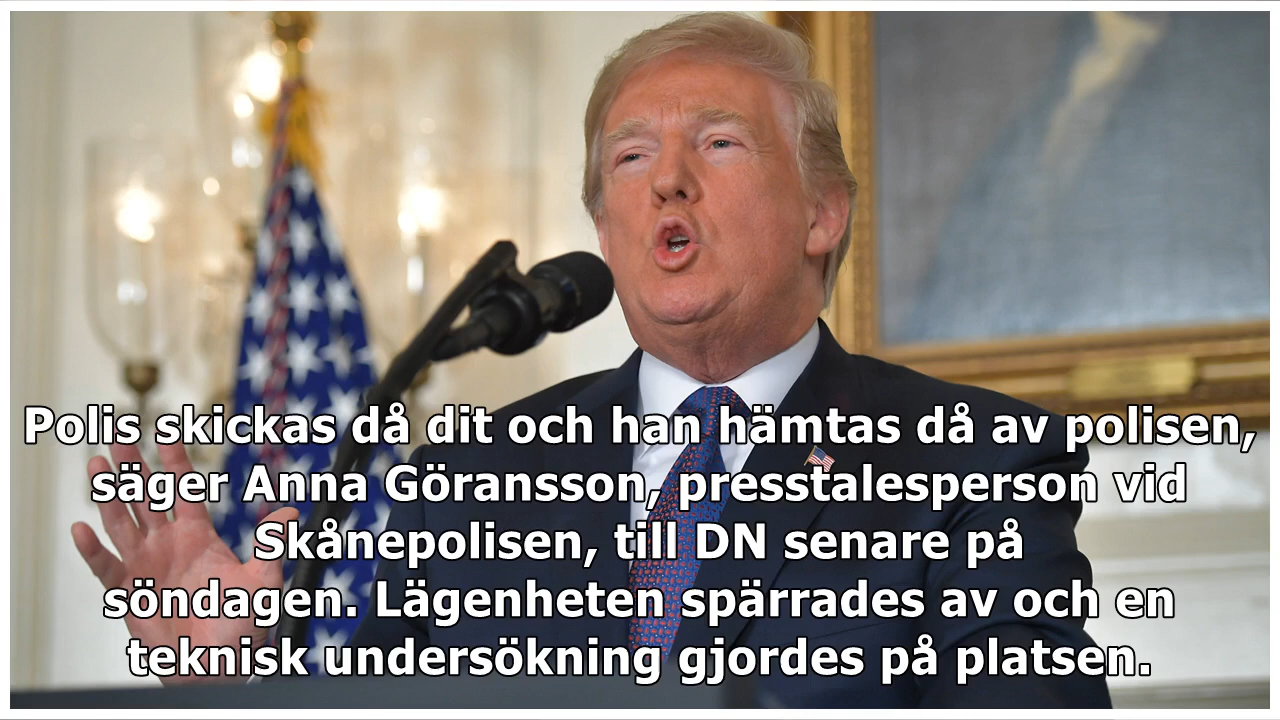 Polis skickas då dit och han hämtas då av polisen,
säger Anna Göransson, presstalesperson vid
Skånepolisen, till DN senare på
söndagen. Lägenheten spärrades av och en
teknisk undersökning gjordes på platsen.